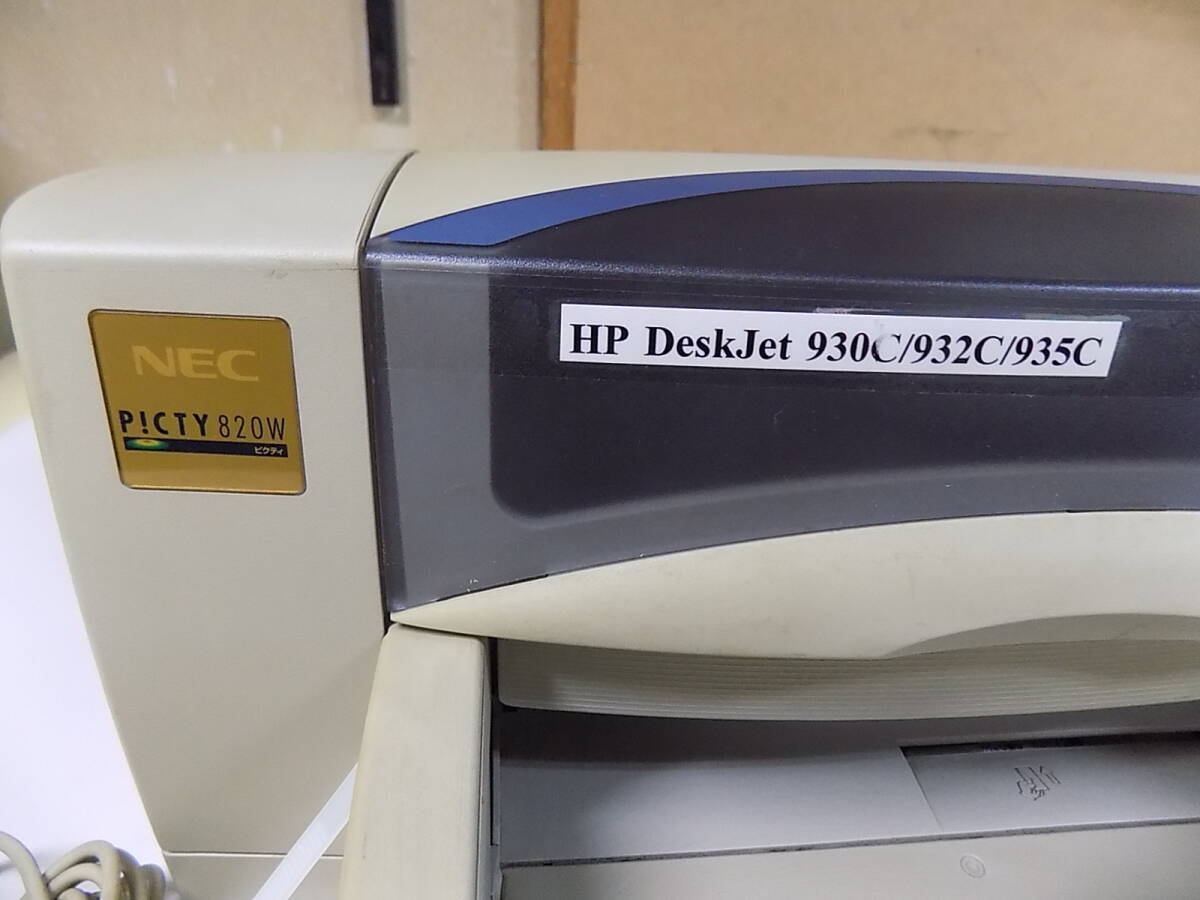 NEC
P!CTY 820W
ピクティ
HP DeskJet 930C/932C/935C